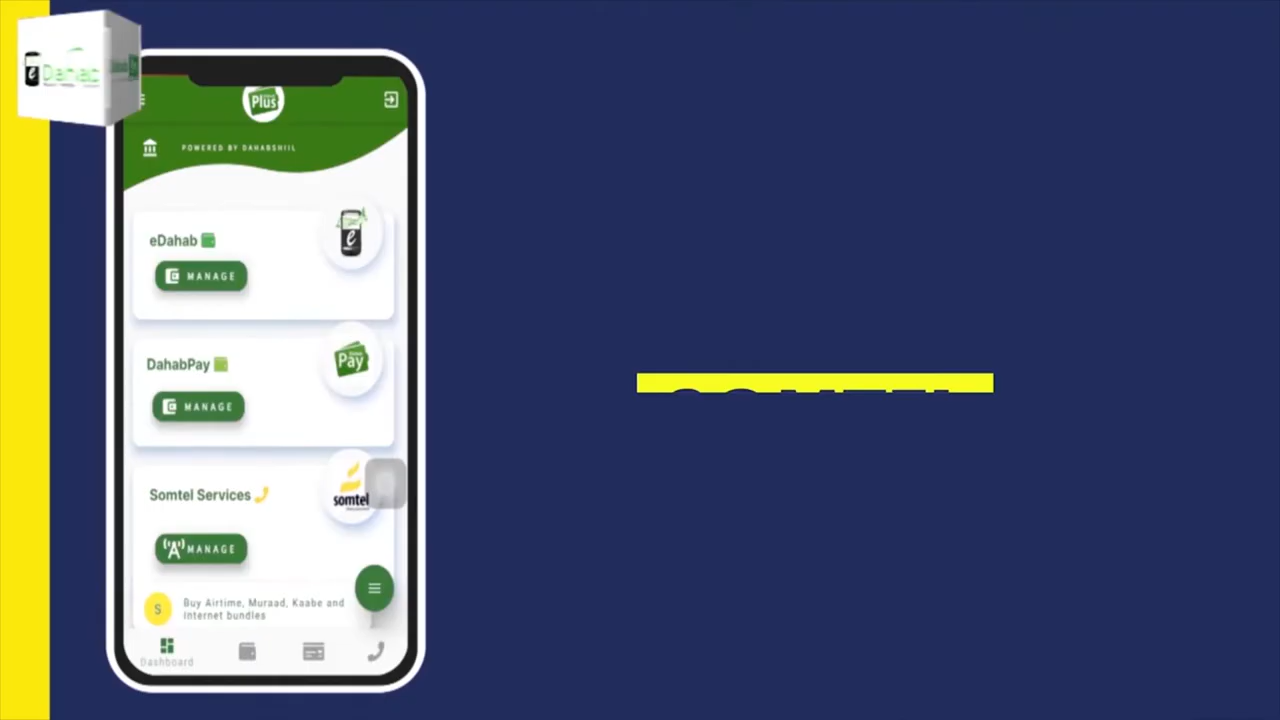 e Dahab
Plus
POWERED BY DAHABSHIIL
eDahab
e
MANAGE
DahabPay
Pay
MANAGE
Somtel Services
somtel
MANAGE
S
Buy Airtime, Muraad, Kaabe and
internet bundles
Dashboard